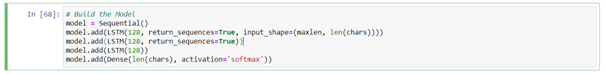 In [68]: # Build the Model
model = Sequential()
model.add(LSTM(128, return_sequences=True, input_shape=(maxlen, len(chars))))
model.add(LSTM(128, return_sequences=True))
model.add(LSTM(128))
model.add(Dense(len(chars), activation='softmax'))